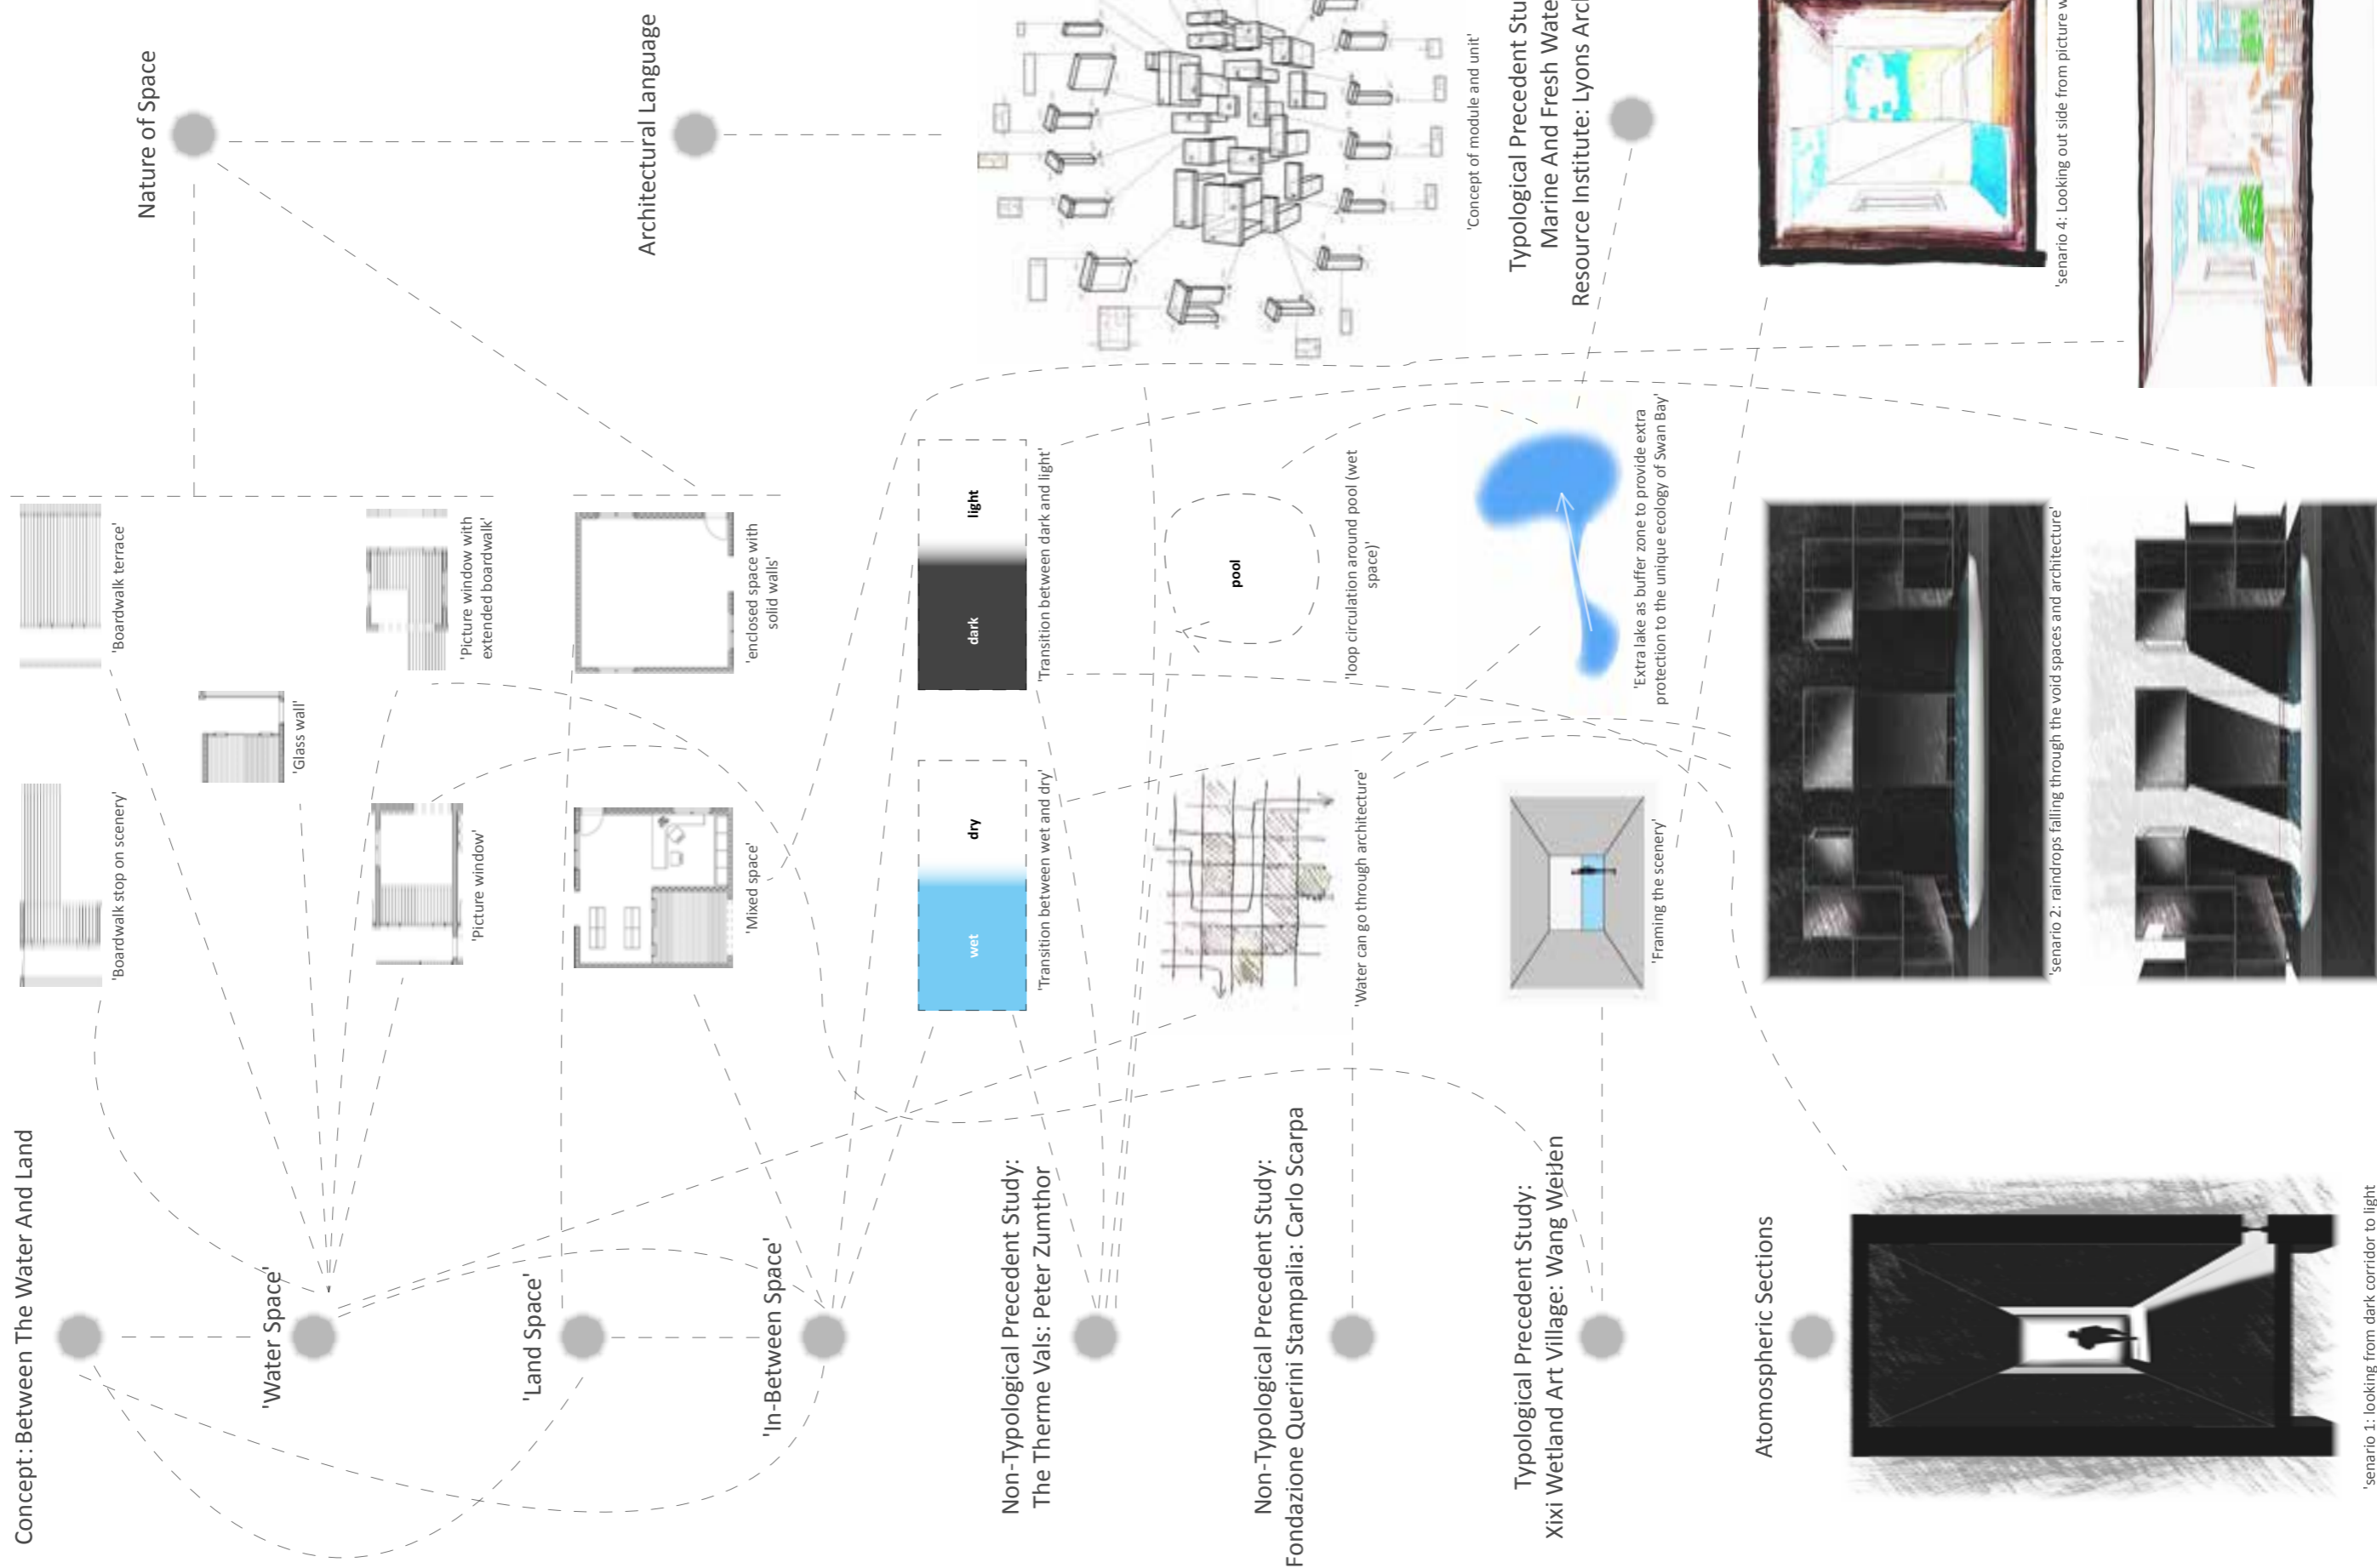 Concept : Between The Water And Land
'Boardwalk stop on scenery'
'Boardwalk terrace'
Nature of Space
'Water Space'
'Glass wall'
'Picture window'
'Picture window with
extended boardwalk'
'Land Space'
Architectural Language
'In-Between Space'
'Mixed space'
'enclosed space with
solid walls'
wet
dry
dark
light
'Transition between wet and dry'
'Transition between dark and light'
Non-Typological Precedent Study:
The Therme Vals: Peter Zumthor
pool
Non-Typological Precedent Study:
Fondazione Querini Stampalia: Carlo Scarpa
'Water can go through architecture'
'loop circulation around pool (wet
space)'
'Concept of module and unit'
Typological Precedent Study:
Xixi Wetland Art Village: Wang Weijen
'Framing the scenery'
'Extra lake as buffer zone to provide extra
protection to the unique ecology of Swan Bay'
Typological Precedent Stu
Marine And Fresh Wate
Resource Institute: Lyons Arc
Atomospheric Sections
'senario 2: raindrops falling through the void spaces and architecture'
'senario 4: Looking out side from picture w
'senario 1: looking from dark corridor to light